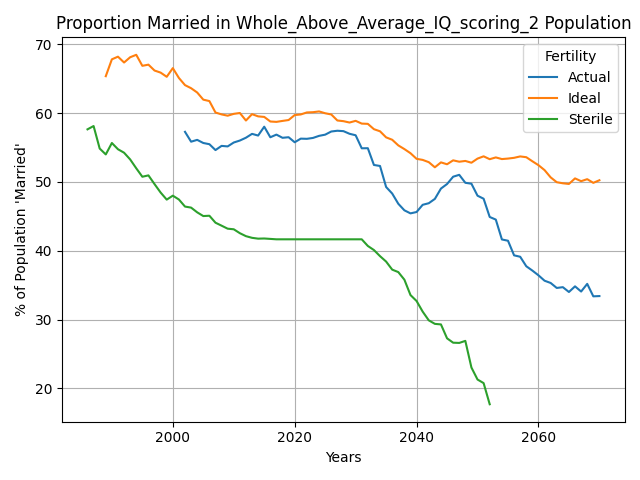 Proportion Married in Whole_Above_Average_IQ_scoring_2 Population
% of Population 'Married'
70
60
50
40
30
20
Fertility
Actual
Ideal
Sterile
2000
2020
2040
2060
Years